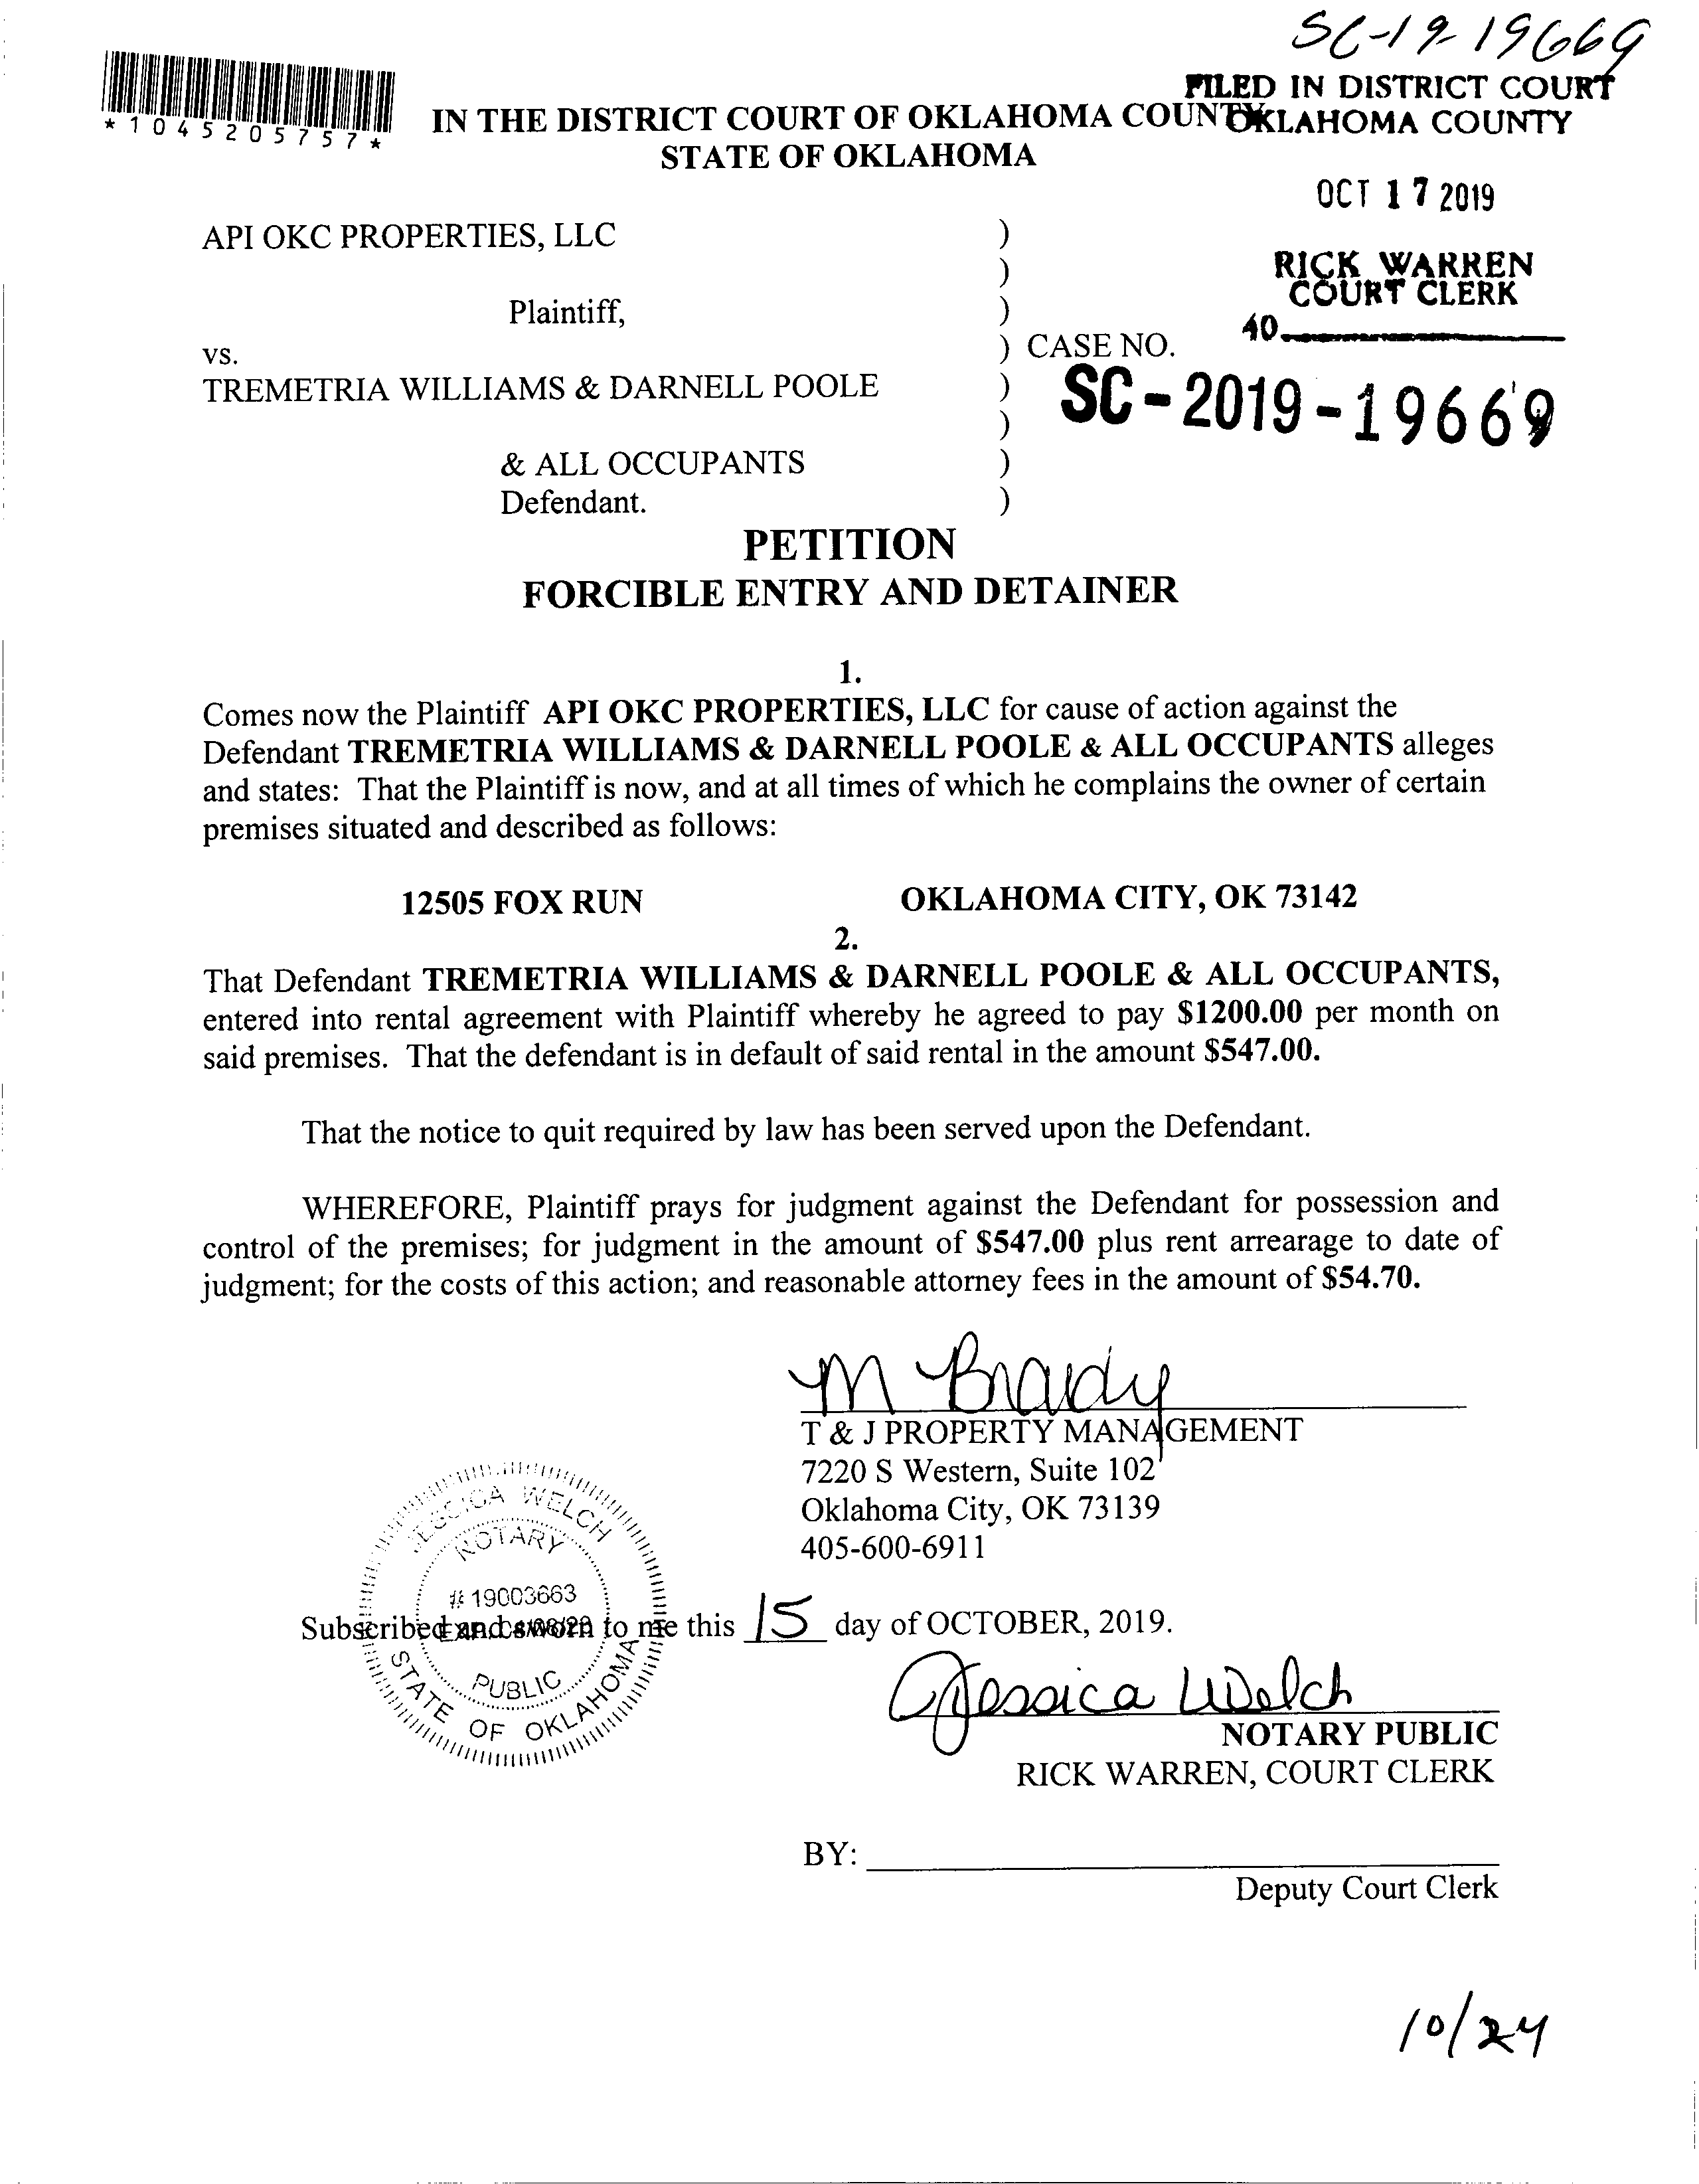 SC-19-19669
FILED IN DISTRICT COURT
OKLAHOMA COUNTY
*1045205757*
IN THE DISTRICT COURT OF OKLAHOMA COUNTY
STATE OF OKLAHOMA
OCT 17 2019
API OKC PROPERTIES, LLC )
)
RICK WARREN
COURT CLERK
Plaintiff, )
40
vs. ) CASE NO.
TREMETRIA WILLIAMS & DARNELL POOLE )
SC-2019-19669
)
& ALL OCCUPANTS )
Defendant. )
PETITION
FORCIBLE ENTRY AND DETAINER
1.
Comes now the Plaintiff API OKC PROPERTIES, LLC for cause of action against the
Defendant TREMETRIA WILLIAMS & DARNELL POOLE & ALL OCCUPANTS alleges
and states: That the Plaintiff is now, and at all times of which he complains the owner of certain
premises situated and described as follows:
12505 FOX RUN OKLAHOMA CITY, OK 73142
2.
That Defendant TREMETRIA WILLIAMS & DARNELL POOLE & ALL OCCUPANTS,
entered into rental agreement with Plaintiff whereby he agreed to pay $1200.00 per month on
said premises. That the defendant is in default of said rental in the amount $547.00.
That the notice to quit required by law has been served upon the Defendant.
WHEREFORE, Plaintiff prays for judgment against the Defendant for possession and
control of the premises; for judgment in the amount of $547.00 plus rent arrearage to date of
judgment; for the costs of this action; and reasonable attorney fees in the amount of $54.70.
M Brady
T & J PROPERTY MANAGEMENT
7220 S Western, Suite 102
Oklahoma City, OK 73139
405-600-6911
JESSICA WELCH
NOTARY
# 19003663
EXP.
PUBLIC
STATE OF OKLAHOMA
Subscribed and sworn to me this 15 day of OCTOBER, 2019.
Jessica Welch
NOTARY PUBLIC
RICK WARREN, COURT CLERK
BY:
Deputy Court Clerk
10/24